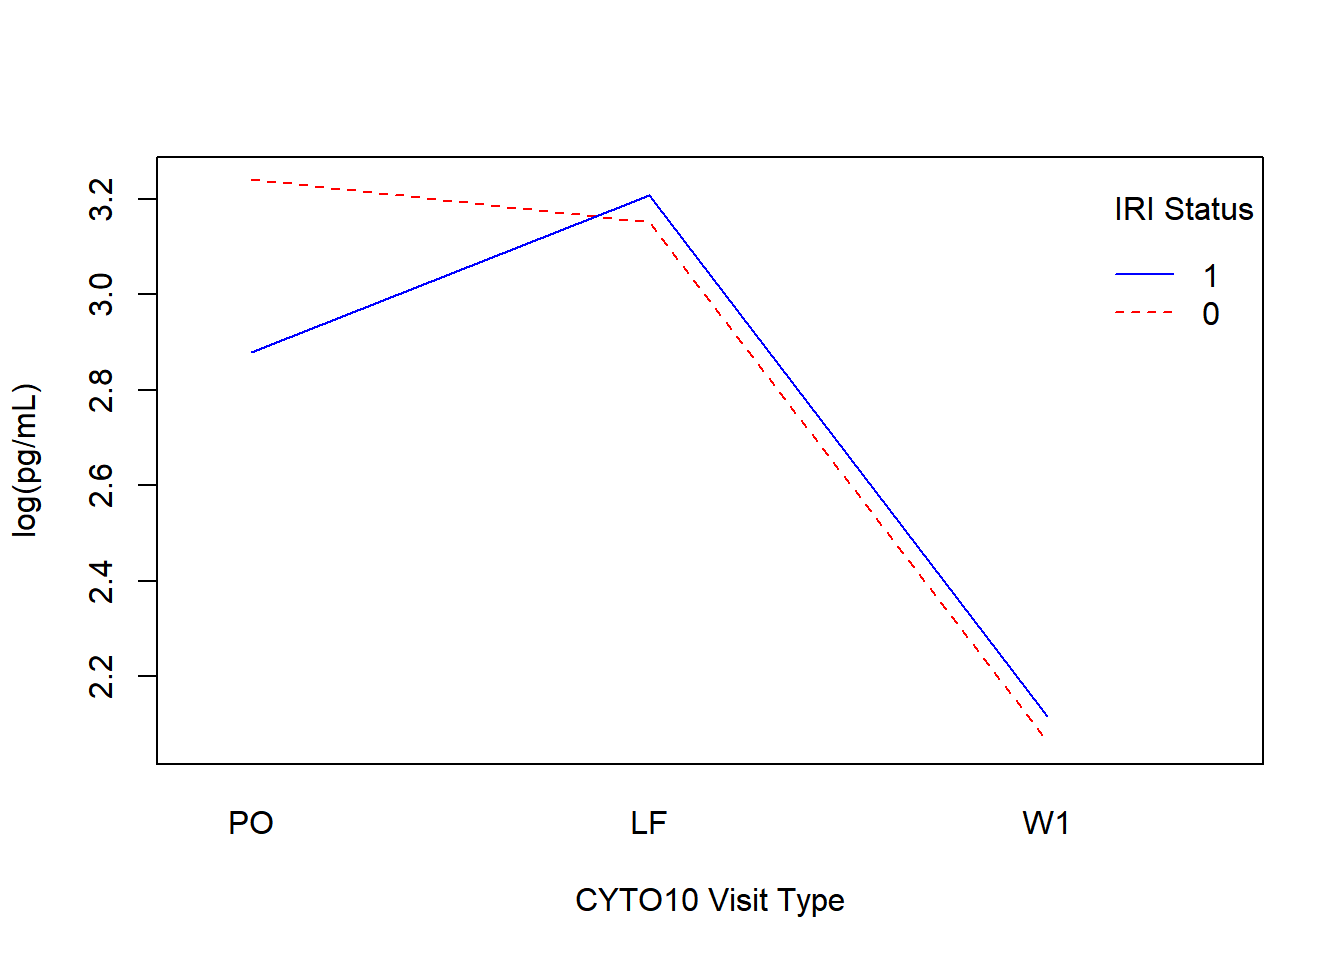 log(pg/mL)
3.2
3.0
2.8
2.6
2.4
2.2
IRI Status
1
0
PO LF W1
CYTO10 Visit Type